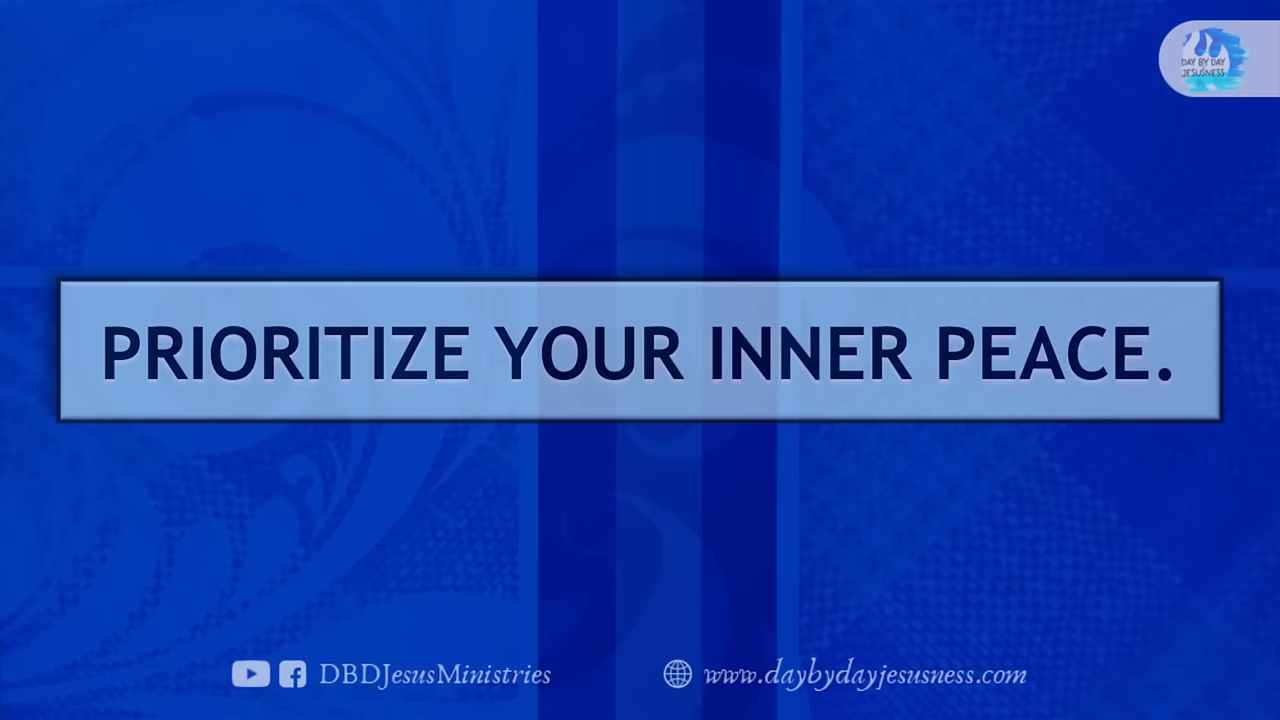 DAY BY DAY
JESUSNESS
PRIORITIZE YOUR INNER PEACE.
DBDJesusMinistries
www.daybydayjesusness.com